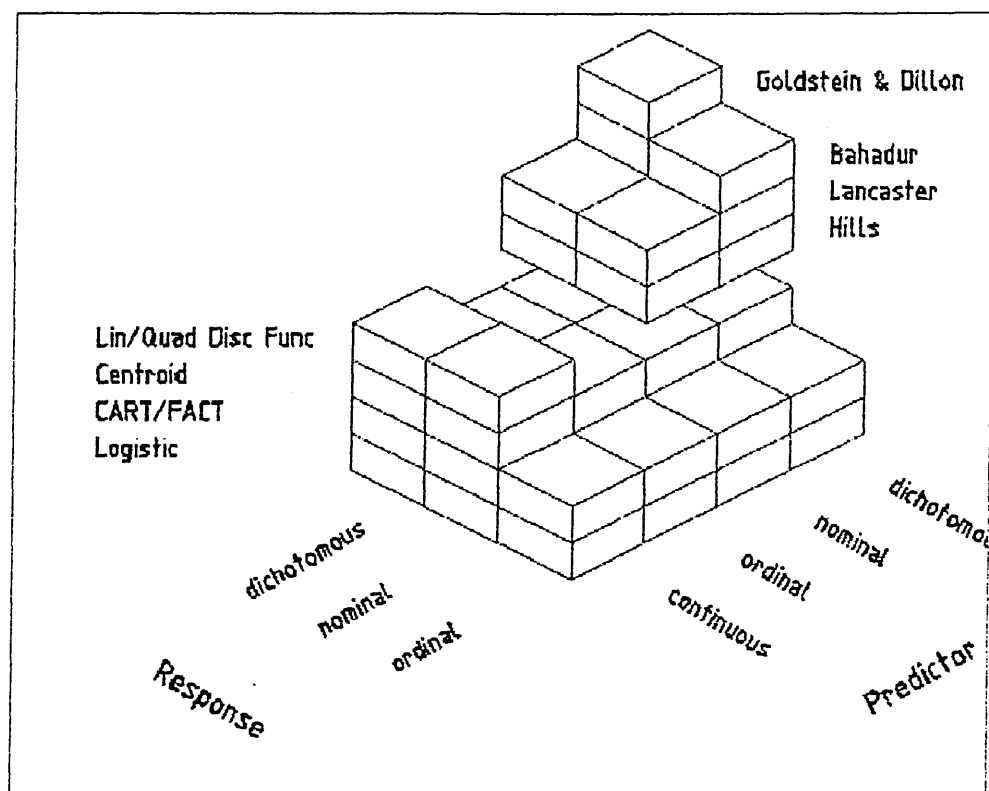 Goldstein & Dillon
Bahadur
Lancaster
Hills
Lin/Quad Disc Func
Centroid
CART/FACT
Logistic
dichotomous
nominal
ordinal
Response
dichotomou
nominal
ordinal
continuous
Predictor